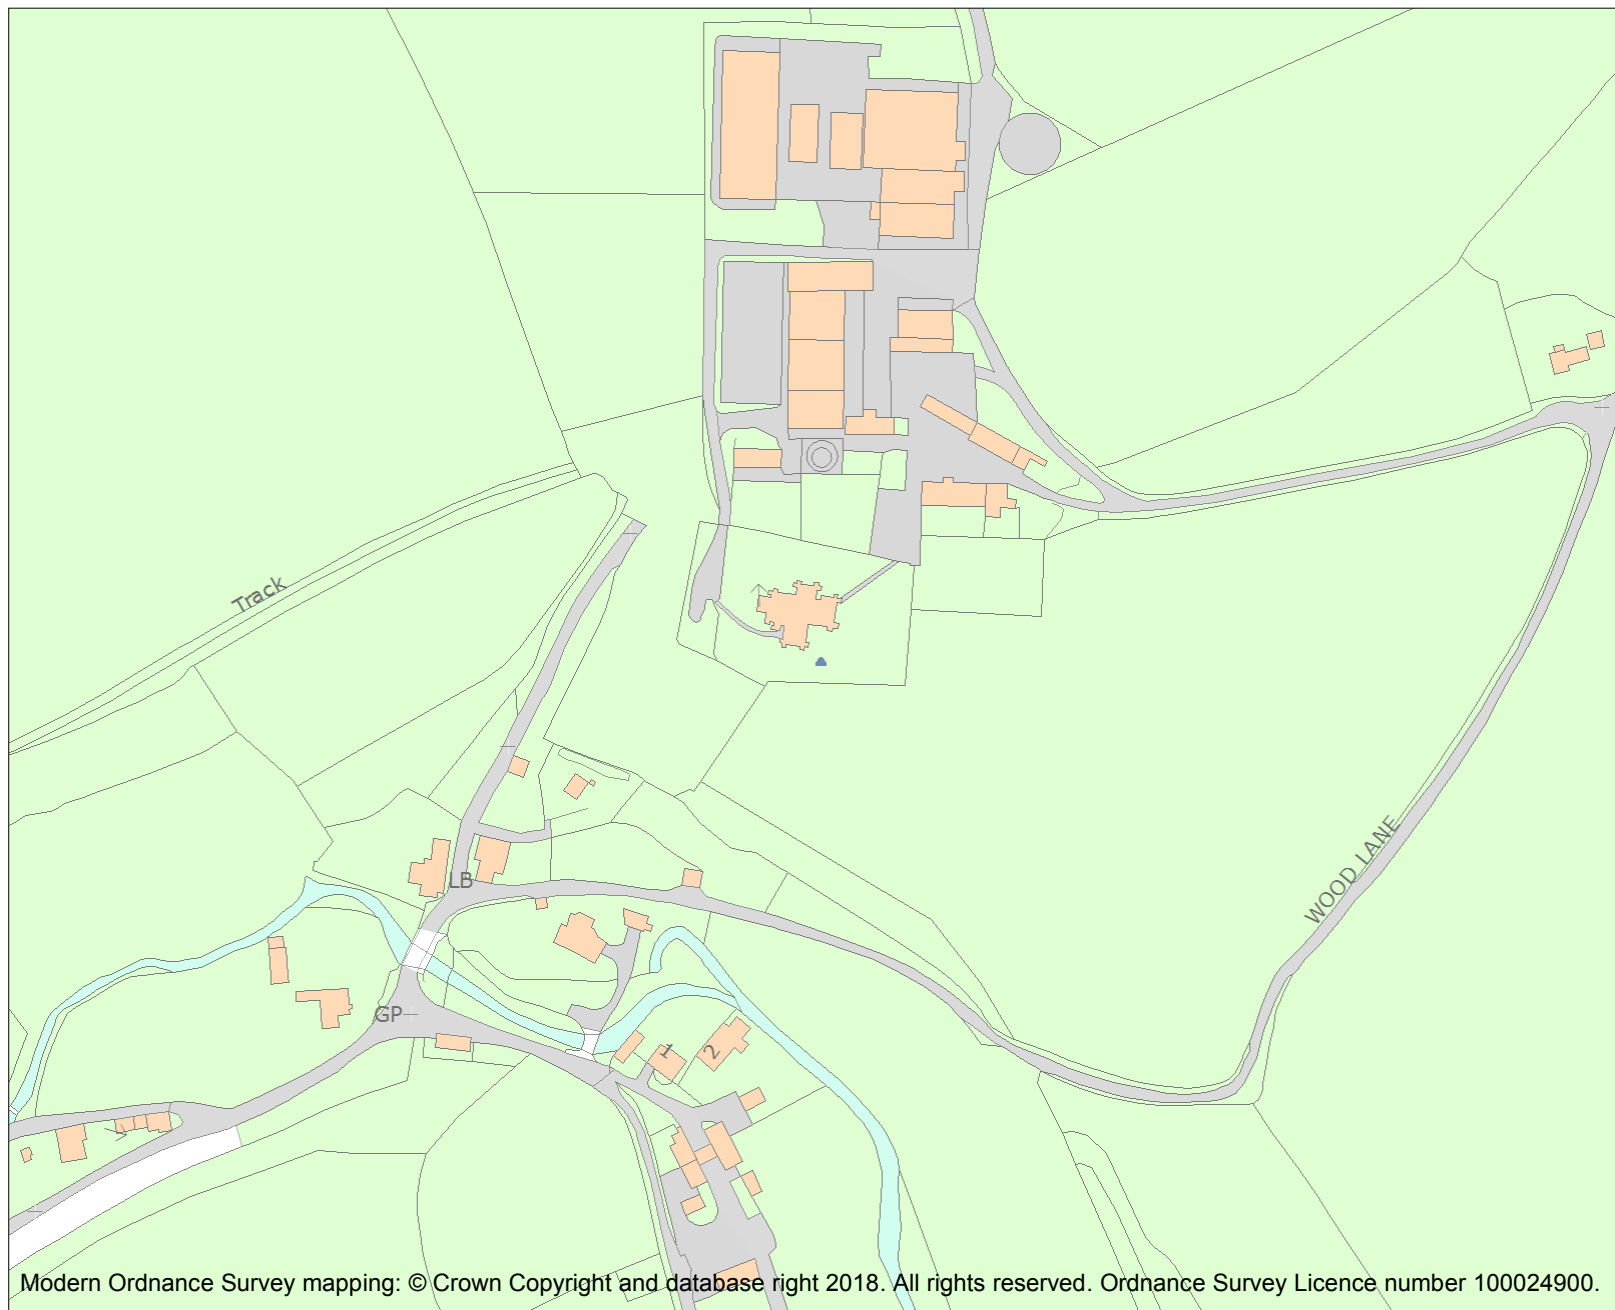 Track
WOOD LANE
LB
GP
1
2
Modern Ordnance Survey mapping: © Crown Copyright and database right 2018. All rights reserved. Ordnance Survey Licence number 100024900.